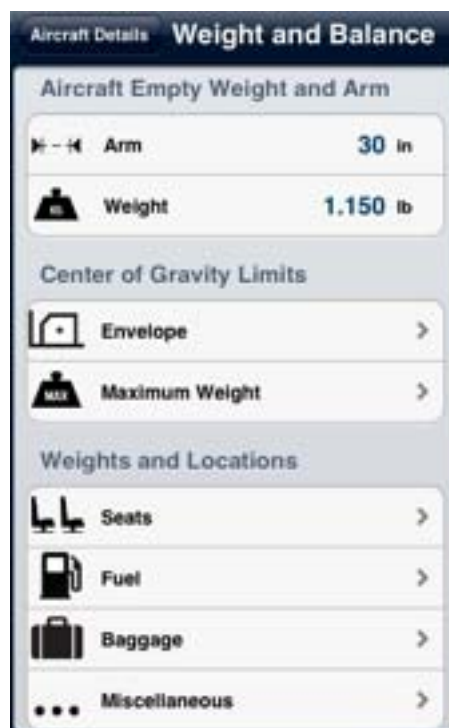 Aircraft Details Weight and Balance
Aircraft Empty Weight and Arm
Arm 30 in
Weight 1.150 lb
Center of Gravity Limits
Envelope
MAX Maximum Weight
Weights and Locations
Seats
Fuel
Baggage
Miscellaneous